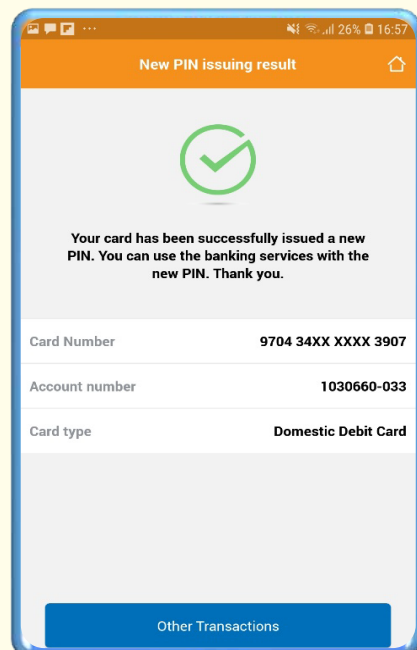 26% 16:57
New PIN issuing result
Your card has been successfully issued a new
PIN. You can use the banking services with the
new PIN. Thank you.
Card Number 9704 34XX XXXX 3907
Account number 1030660-033
Card type Domestic Debit Card
Other Transactions